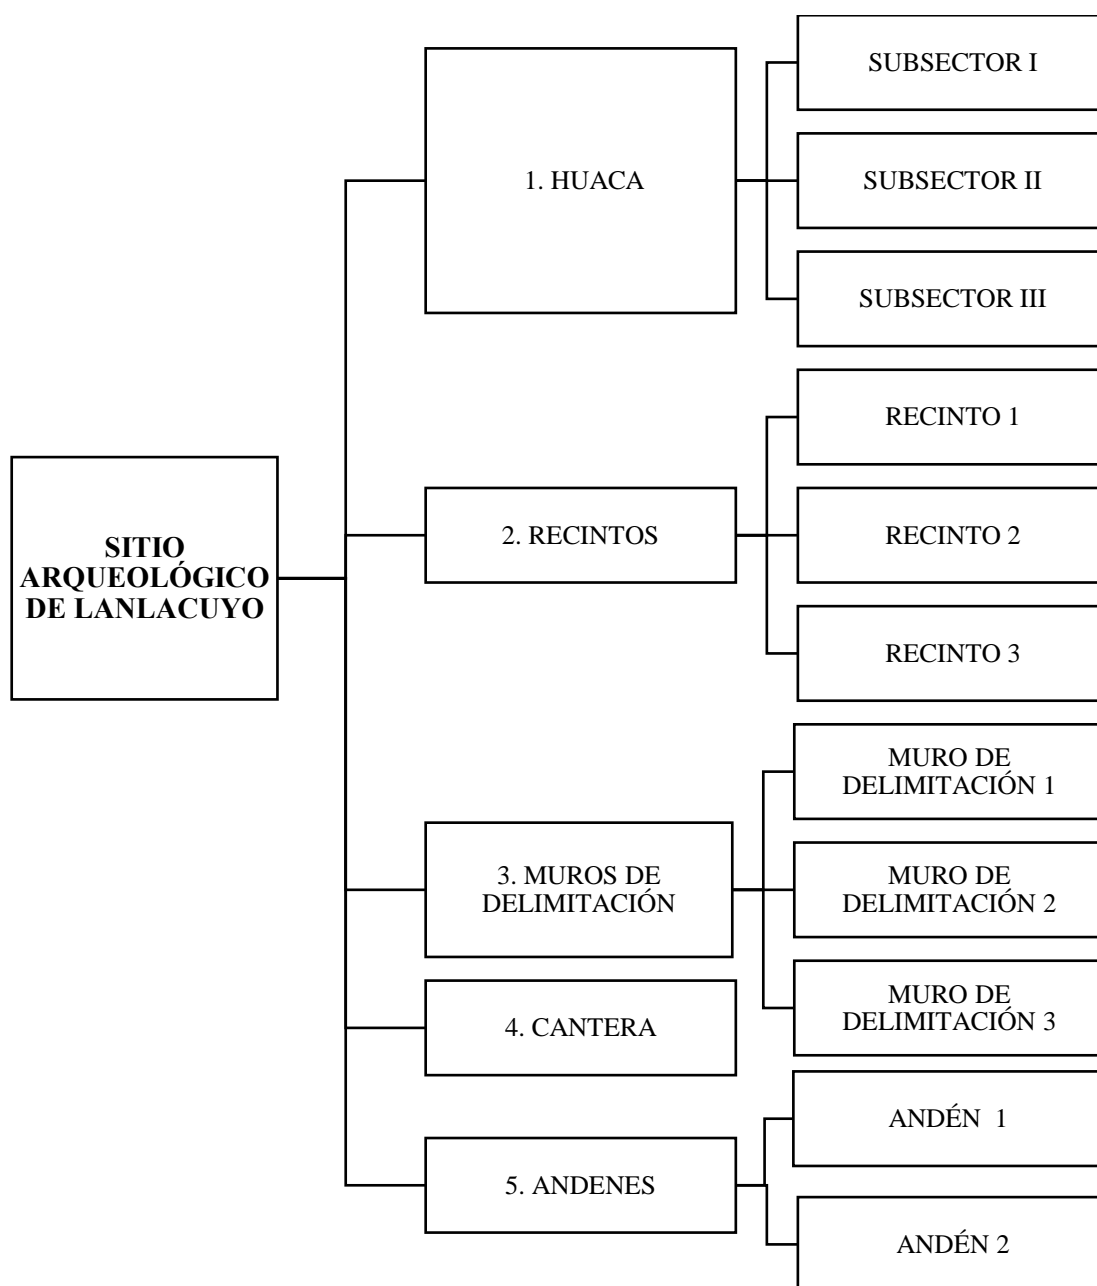 SITIO
ARQUEOLÓGICO
DE LANLACUYO
1. HUACA
SUBSECTOR I
SUBSECTOR II
SUBSECTOR III
2. RECINTOS
RECINTO 1
RECINTO 2
RECINTO 3
3. MUROS DE
DELIMITACIÓN
MURO DE
DELIMITACIÓN 1
MURO DE
DELIMITACIÓN 2
MURO DE
DELIMITACIÓN 3
4. CANTERA
5. ANDENES
ANDÉN  1
ANDÉN 2